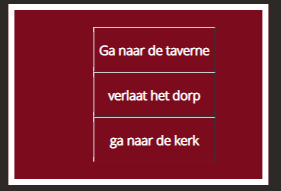 Ga naar de taverne
verlaat het dorp
ga naar de kerk